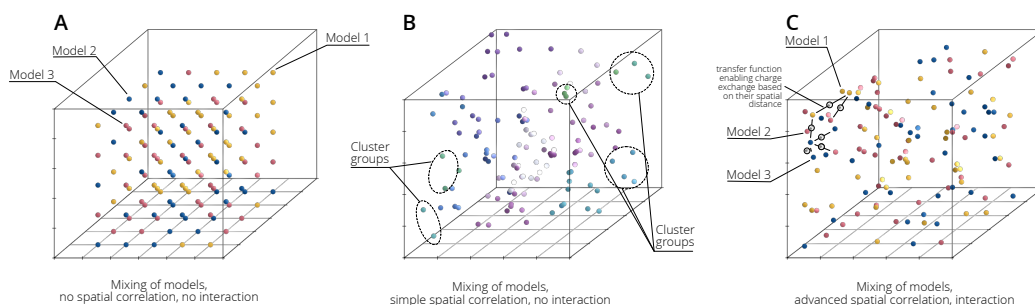 A
Model 2
Model 1
Model 3
Mixing of models,
no spatial correlation, no interaction
B
Cluster
groups
Cluster
groups
Mixing of models,
simple spatial correlation, no interaction
C
Model 1
transfer function
enabling charge
exchange based
on their spatial
distance
Model 2
Model 3
Mixing of models,
advanced spatial correlation, interaction